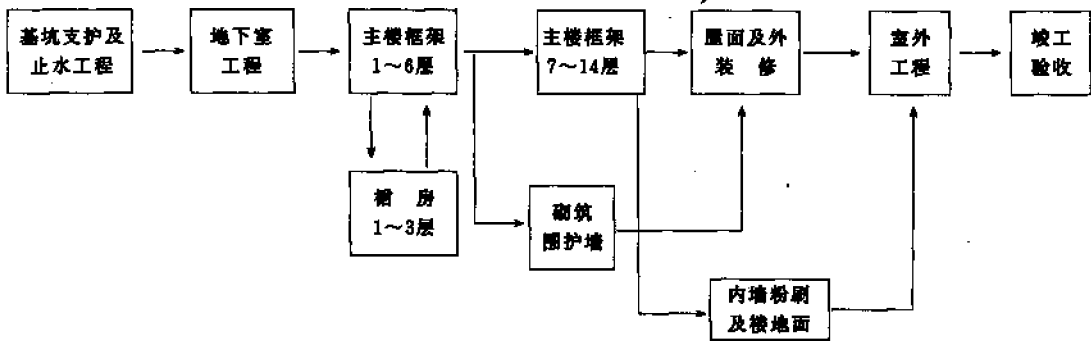 基坑支护及
止水工程
地下室
工程
主楼框架
1～6层
主楼框架
7～14层
屋面及外
装 修
室外
工程
竣工
验收
裙 房
1～3层
砌筑
围护墙
内墙粉刷
及楼地面